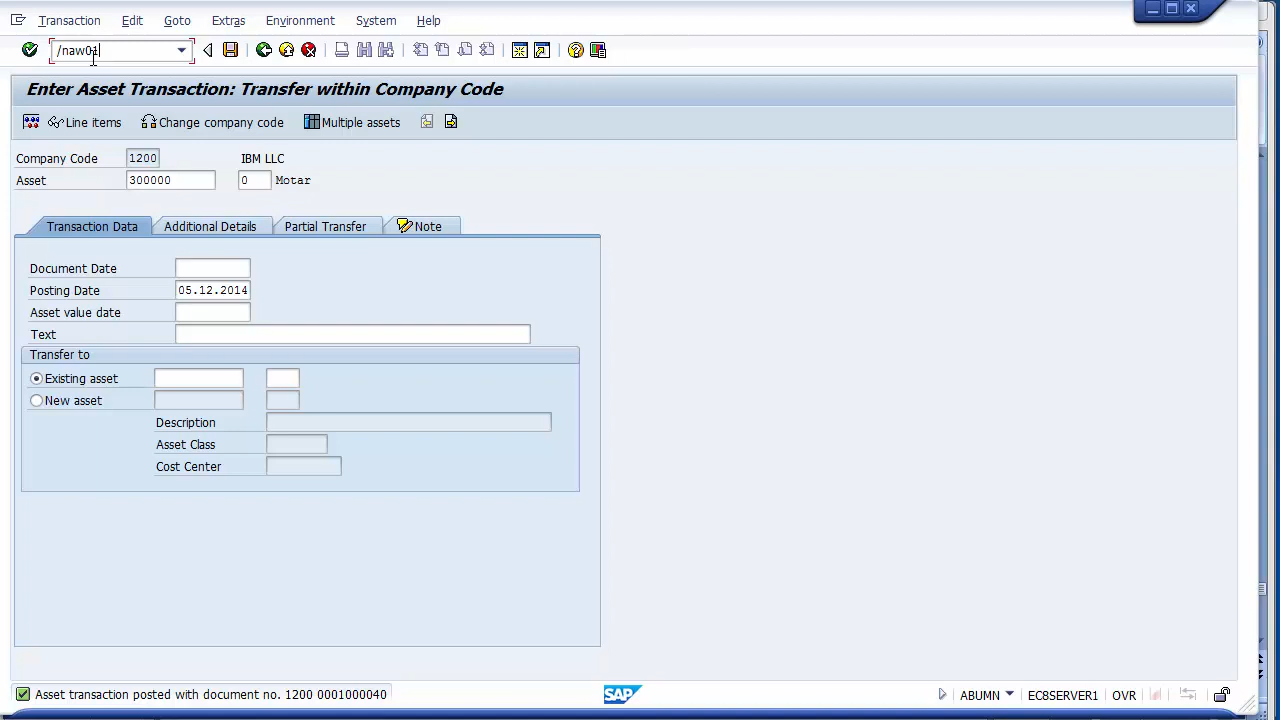 Transaction Edit Goto Extras Environment System Help
/naw01
Enter Asset Transaction: Transfer within Company Code
Line items Change company code Multiple assets
Company Code 1200 IBM LLC
Asset 300000 0 Motar
Transaction Data Additional Details Partial Transfer Note
Document Date
Posting Date 05.12.2014
Asset value date
Text
Transfer to
Existing asset
New asset
Description
Asset Class
Cost Center
Asset transaction posted with document no. 1200 0001000040 SAP ABUMN ECSSERVER1 OVR